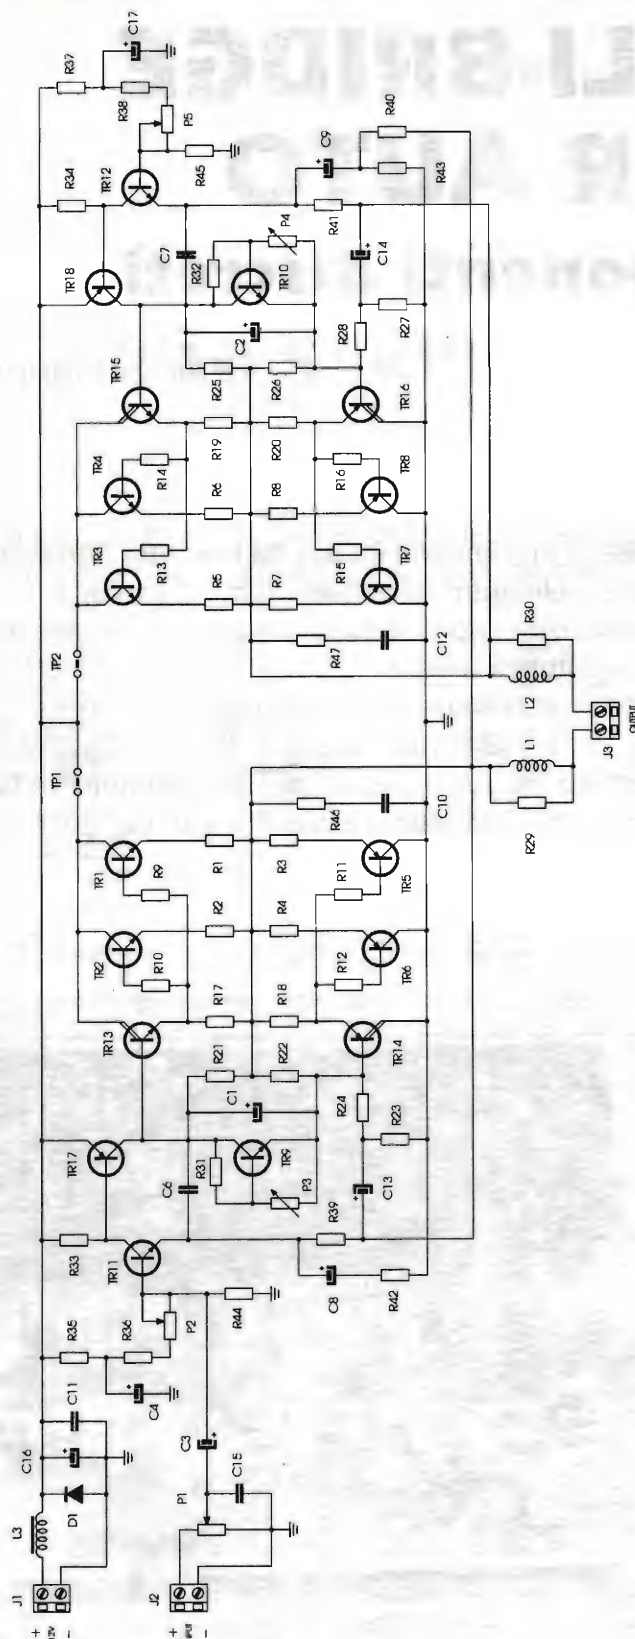 J1
+
12V
-
L3
D1
C16
C11
R35
R36
C4
P2
J2
+
-
P1
C15
C3
R44
R33
TR11
TR17
C6
R31
P3
TR9
C1
R39
C8
R42
C13
R24
R23
R21
R22
TR13
R17
R18
TR14
TR2
R10
R2
R4
R12
TR6
TR1
R9
R1
R3
R11
TR5
R46
C10
TP1
TP2
R29
L1
L2
R30
J3
OUTPUT
R47
C12
TR3
R13
R5
R7
R15
TR7
TR4
R14
R6
R8
R16
TR8
TR15
R19
R20
TR16
R25
R26
C2
R28
R27
C14
TR18
C7
R32
TR10
P4
R34
TR12
R41
C9
R43
R40
R37
R38
C17
P5
R45